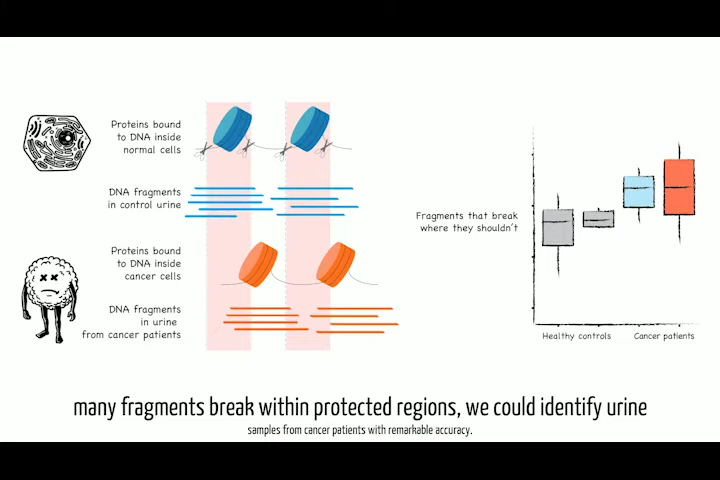 Proteins bound
to DNA inside
normal cells
DNA fragments
in control urine
Proteins bound
to DNA inside
cancer cells
DNA fragments
in urine
from cancer patients
Fragments that break
where they shouldn't
Healthy controls
Cancer patients
many fragments break within protected regions, we could identify urine
samples from cancer patients with remarkable accuracy.